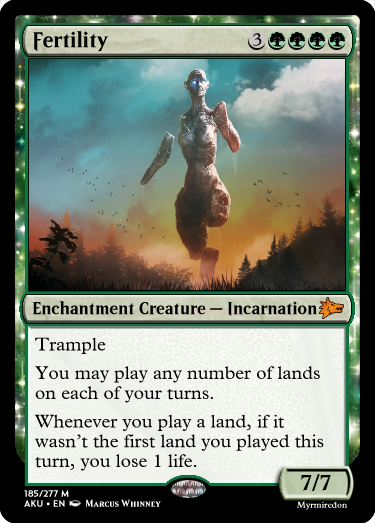 Fertility 3
Enchantment Creature — Incarnation
Trample
You may play any number of lands
on each of your turns.
Whenever you play a land, if it
wasn't the first land you played this
turn, you lose 1 life.
7/7
185/277 M
AKU • EN Marcus Whinney
Myrmiredon